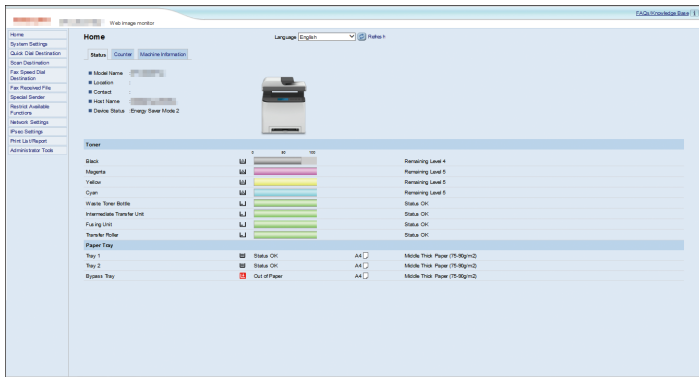 FAQs/Knowledge Base
Web image monitor
Home
System Settings
Quick Dial Destination
Scan Destination
Fax Speed Dial
Destination
Fax Received File
Special Sender
Restrict Available
Functions
Network Settings
IPsec Settings
Print List/Report
Administrator Tools
Home
Language English Refresh
Status Counter Machine Information
Model Name :
Location :
Contact :
Host Name :
Device Status : Energy Saver Mode 2
Toner
0 50 100
Black Remaining Level 4
Magenta Remaining Level 5
Yellow Remaining Level 5
Cyan Remaining Level 5
Waste Toner Bottle Status OK
Intermediate Transfer Unit Status OK
Fusing Unit Status OK
Transfer Roller Status OK
Paper Tray
Tray 1 Status OK A4 Middle Thick Paper (75-90g/m2)
Tray 2 Status OK A4 Middle Thick Paper (75-90g/m2)
Bypass Tray Out of Paper A4 Middle Thick Paper (75-90g/m2)